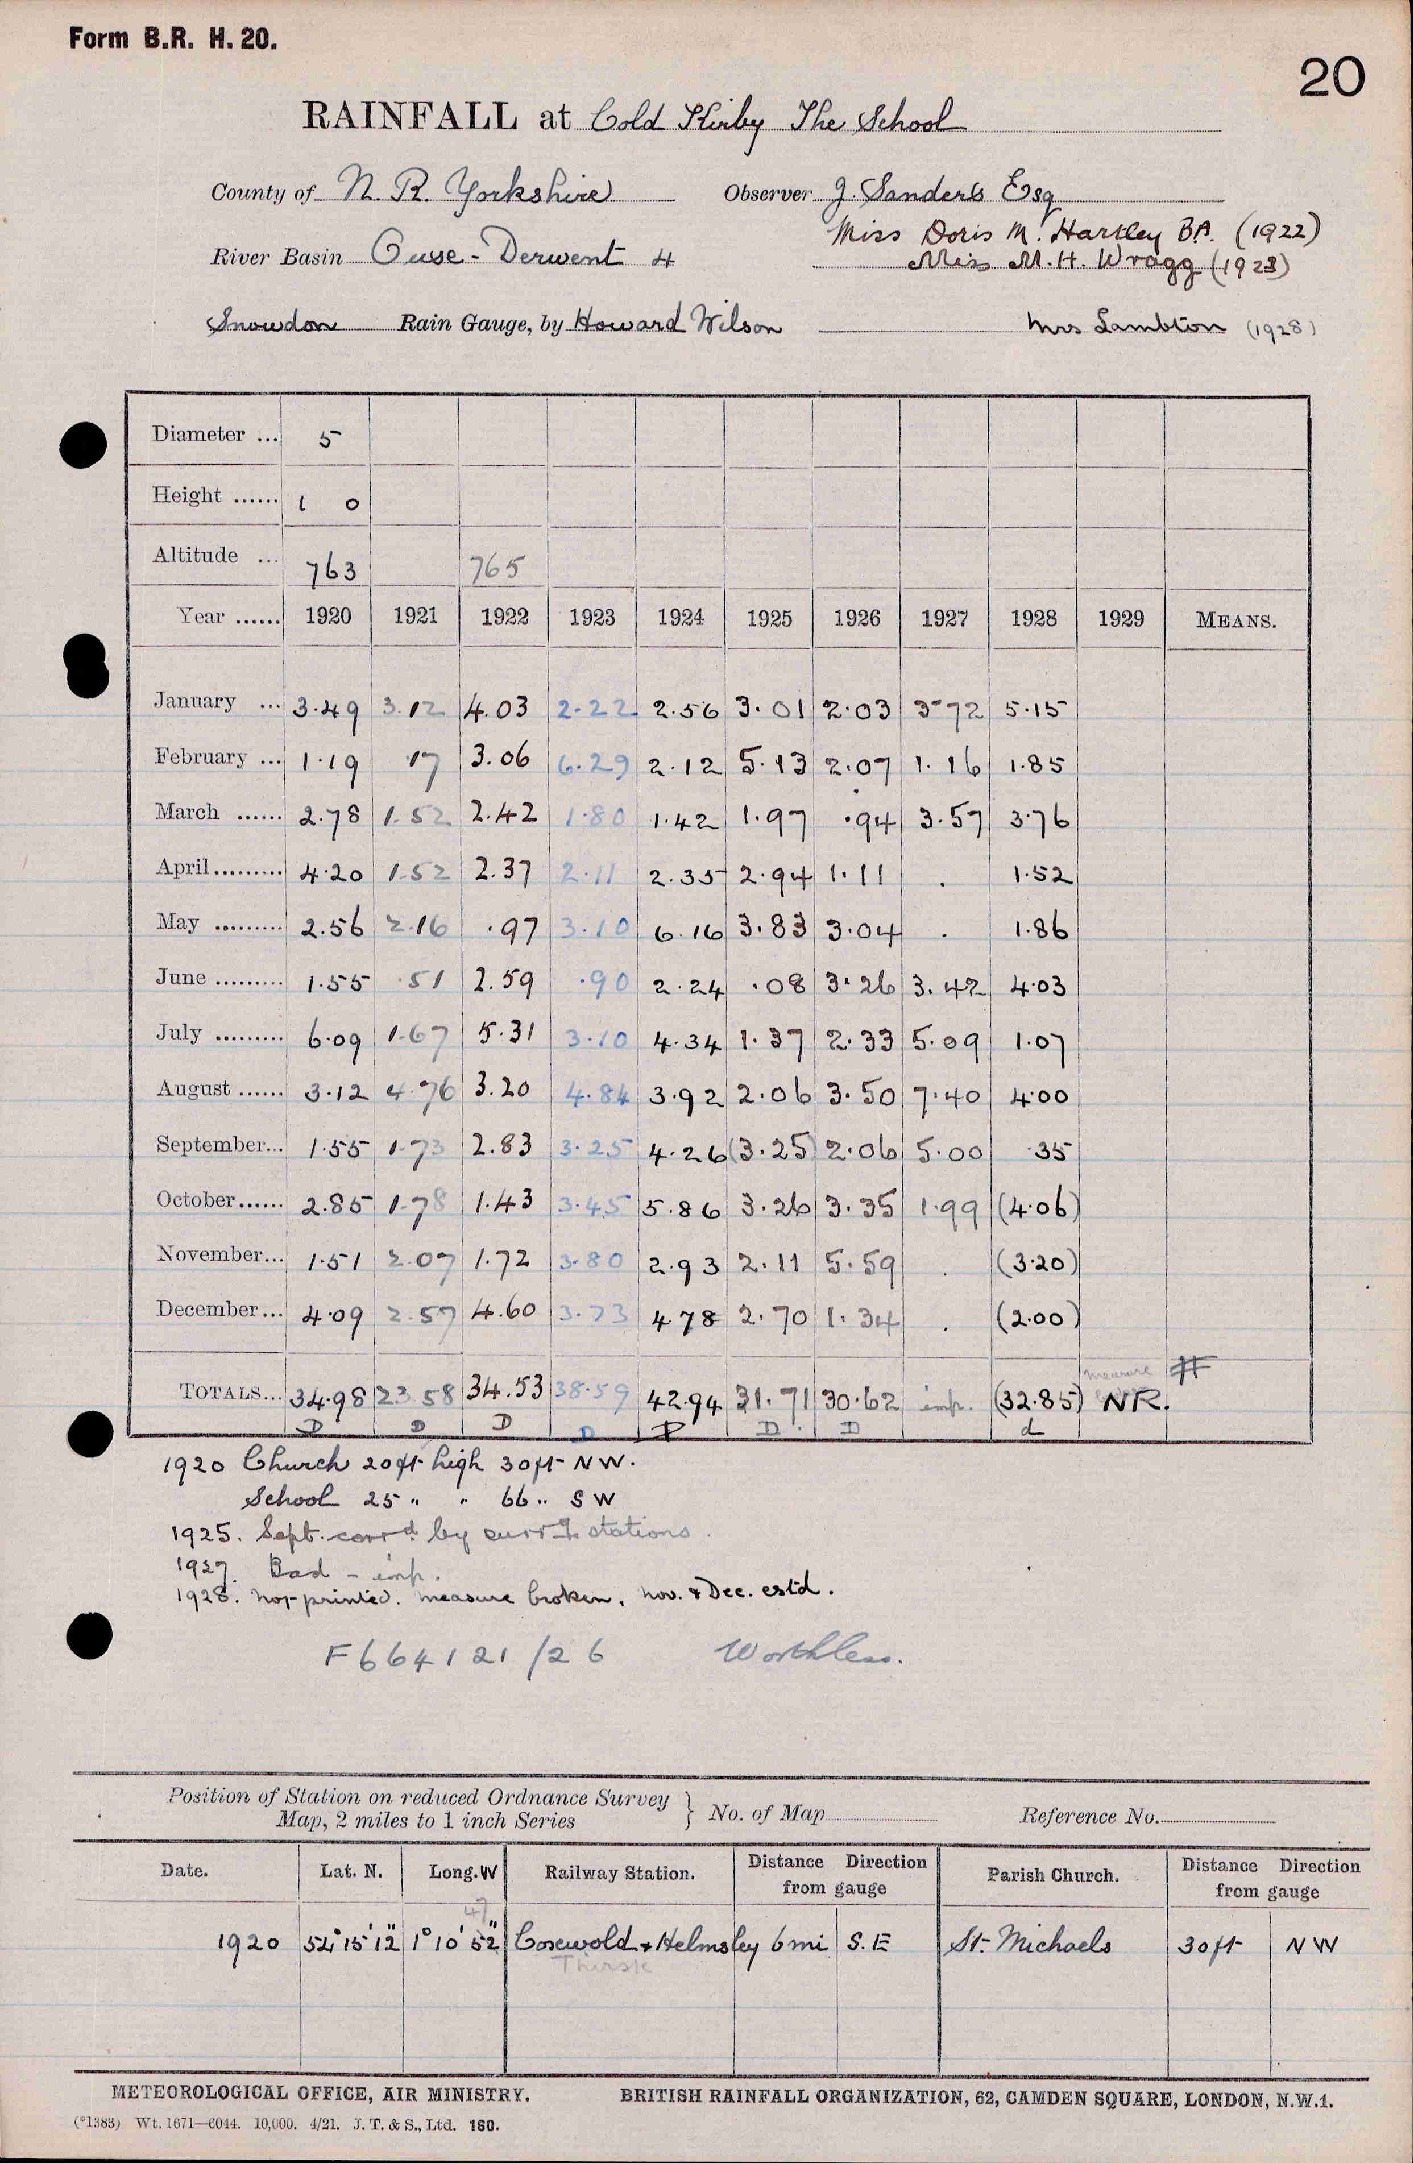 Form B.R. H. 20.
20
RAINFALL at Cold Kirby The School
County of N. R. Yorkshire Observer J. Sanders Esq
Miss Doris M. Hartley B.A. (1922)
River Basin Ouse - Derwent 4 Miss M. H. Wragg (1923)
Snowdon Rain Gauge, by Howard Wilson Mrs Lambton (1928)
Diameter ... 5
Height ...... 1 0
Altitude ... 763 765
Year ...... 1920 1921 1922 1923 1924 1925 1926 1927 1928 1929 MEANS.
January ... 3.49 3.12 4.03 2.22 2.56 3.01 2.03 3.72 5.15
February ... 1.19 .17 3.06 6.29 2.12 5.13 2.07 1.16 1.85
March ...... 2.78 1.52 2.42 1.80 1.42 1.97 .94 3.57 3.76
April......... 4.20 1.52 2.37 2.11 2.35 2.94 1.11 . 1.52
May ......... 2.56 2.16 .97 3.10 6.16 3.83 3.04 . 1.86
June ......... 1.55 .51 2.59 .90 2.24 .08 3.26 3.42 4.03
July ......... 6.09 1.67 5.31 3.10 4.34 1.37 2.33 5.09 1.07
August ...... 3.12 4.76 3.20 4.84 3.92 2.06 3.50 7.40 4.00
September... 1.55 1.73 2.83 3.25 4.26 (3.25) 2.06 5.00 .35
October...... 2.85 1.78 1.43 3.45 5.86 3.26 3.35 1.99 (4.06)
November... 1.51 2.07 1.72 3.80 2.93 2.11 5.59 . (3.20)
December... 4.09 2.57 4.60 3.73 4.78 2.70 1.34 . (2.00)
measure #
TOTALS... 34.98 23.58 34.53 38.59 42.94 31.71 30.62 imp. (32.85) NR.
D D D D D D D d
1920 Church 20ft high 30ft NW.
School 25 " " 66 " SW
1925. Sept. corrd. by surrg. stations.
1927. Bad - imp.
1928. Not printed. Measure broken. Nov. & Dec. estd.
F664121/26 Worthless.
Position of Station on reduced Ordnance Survey
Map, 2 miles to 1 inch Series } No. of Map Reference No.
Date. Lat. N. Long. W Railway Station. Distance Direction from gauge Parish Church. Distance Direction from gauge
47
1920 54° 15' 12" 1° 10' 52" Coxwold & Helmsley 6 mi S.E St. Michaels 30ft NW
Thirsk
METEOROLOGICAL OFFICE, AIR MINISTRY. BRITISH RAINFALL ORGANIZATION, 62, CAMDEN SQUARE, LONDON, N.W.1.
(*1383) Wt. 1671—6044. 10,000. 4/21. J. T. & S., Ltd. 160.